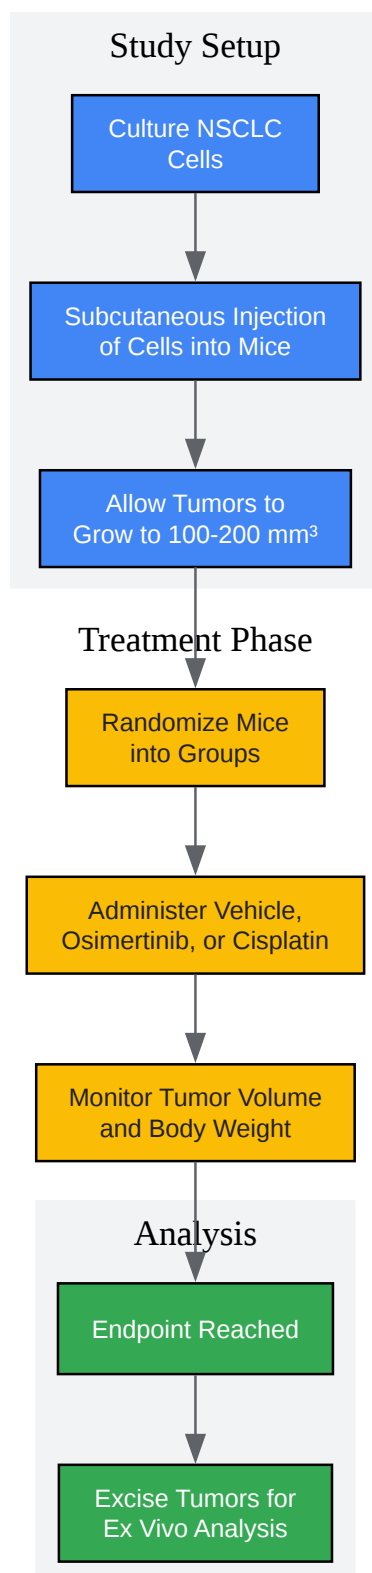 Study Setup
Culture NSCLC
Cells
Subcutaneous Injection
of Cells into Mice
Allow Tumors to
Grow to 100-200 mm³
Treatment Phase
Randomize Mice
into Groups
Administer Vehicle,
Osimertinib, or Cisplatin
Monitor Tumor Volume
and Body Weight
Analysis
Endpoint Reached
Excise Tumors for
Ex Vivo Analysis